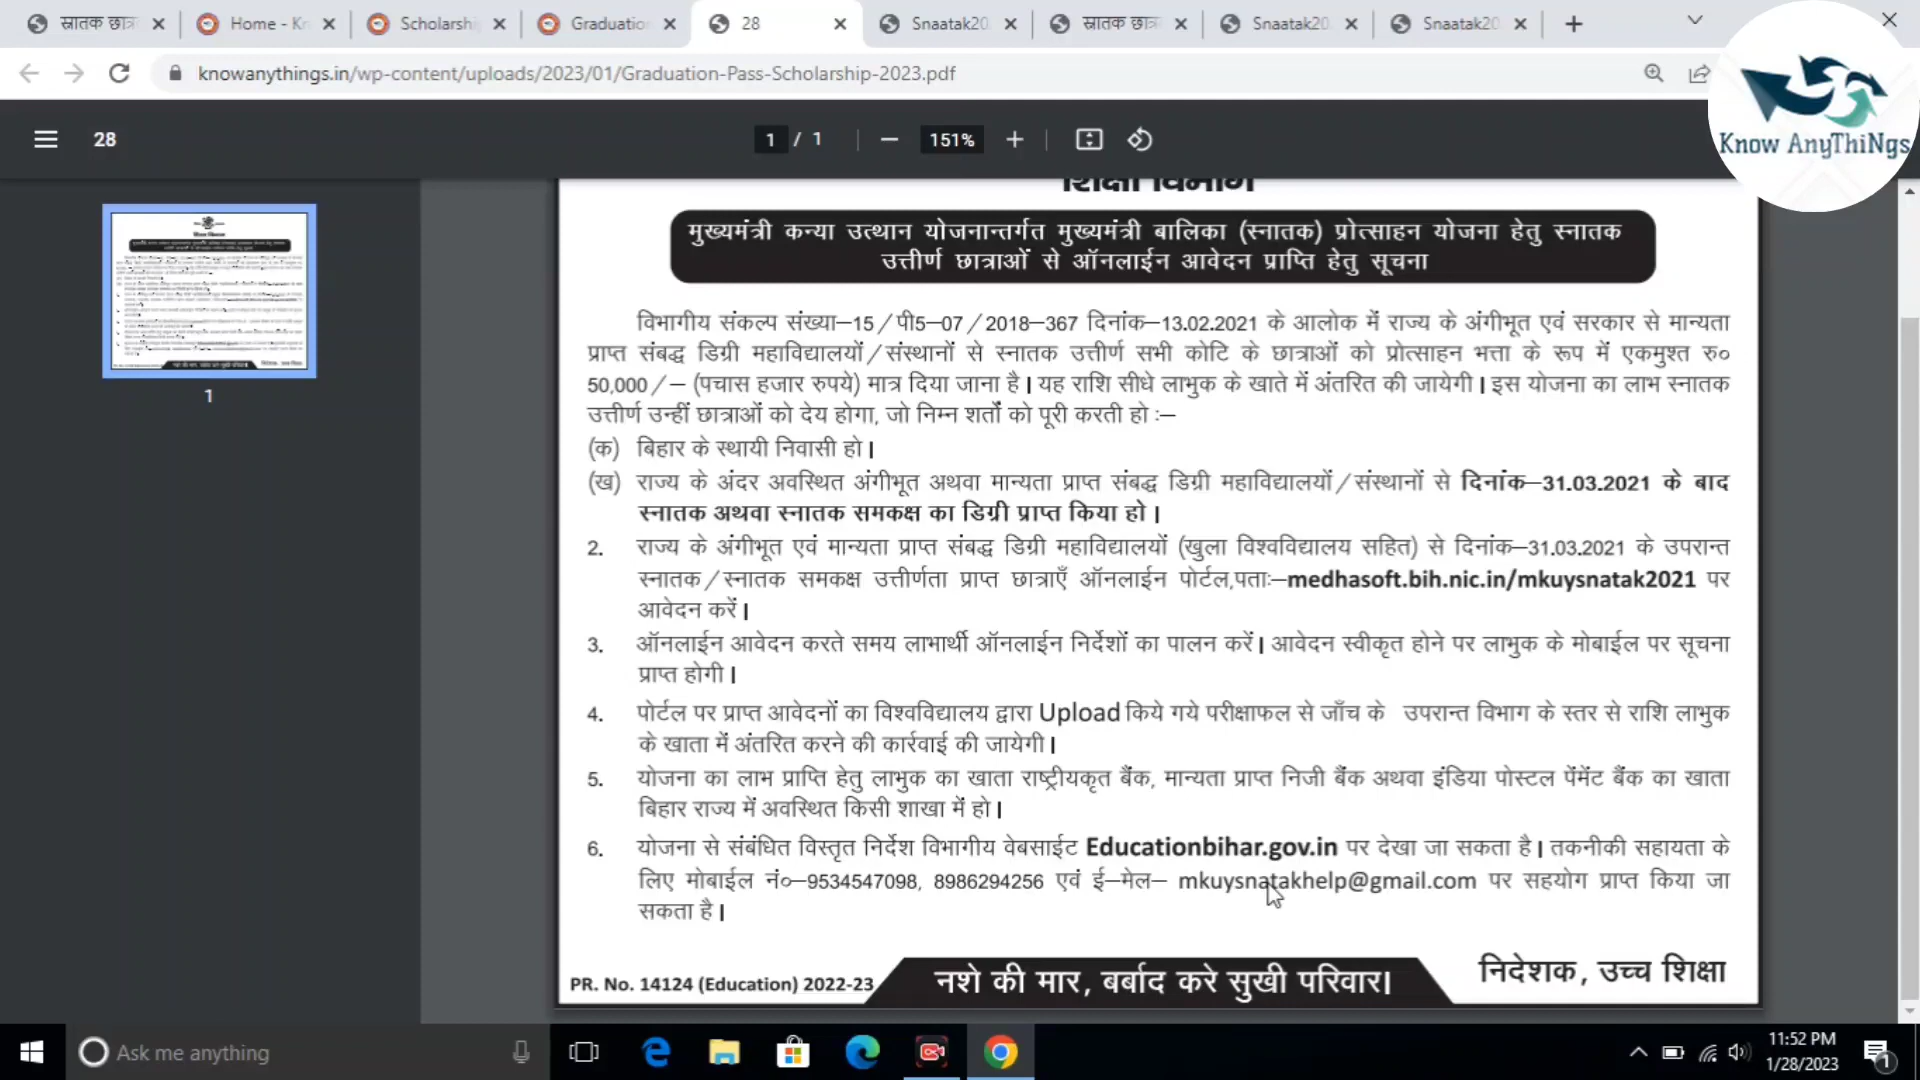 स्नातक छात्र
Home - Kn
Scholarshi
Graduation
28
Snaatak20
स्नातक छात्र
Snaatak20
Snaatak20
knowanythings.in/wp-content/uploads/2023/01/Graduation-Pass-Scholarship-2023.pdf
Know AnyThiNgs
28
1 / 1
151%
शिक्षा विभाग
मुख्यमंत्री कन्या उत्थान योजनान्तर्गत मुख्यमंत्री बालिका (स्नातक) प्रोत्साहन योजना हेतु स्नातक
उत्तीर्ण छात्राओं से ऑनलाईन आवेदन प्राप्ति हेतु सूचना
विभागीय संकल्प संख्या–15/पी5–07/2018–367 दिनांक–13.02.2021 के आलोक में राज्य के अंगीभूत एवं सरकार से मान्यता
प्राप्त संबद्ध डिग्री महाविद्यालयों/संस्थानों से स्नातक उत्तीर्ण सभी कोटि के छात्राओं को प्रोत्साहन भत्ता के रूप में एकमुश्त रु०
50,000/– (पचास हजार रुपये) मात्र दिया जाना है। यह राशि सीधे लाभुक के खाते में अंतरित की जायेगी। इस योजना का लाभ स्नातक
उत्तीर्ण उन्हीं छात्राओं को देय होगा, जो निम्न शर्तों को पूरी करती हो :–
(क) बिहार के स्थायी निवासी हो।
(ख) राज्य के अंदर अवस्थित अंगीभूत अथवा मान्यता प्राप्त संबद्ध डिग्री महाविद्यालयों/संस्थानों से दिनांक–31.03.2021 के बाद
स्नातक अथवा स्नातक समकक्ष का डिग्री प्राप्त किया हो।
2. राज्य के अंगीभूत एवं मान्यता प्राप्त संबद्ध डिग्री महाविद्यालयों (खुला विश्वविद्यालय सहित) से दिनांक–31.03.2021 के उपरान्त
स्नातक/स्नातक समकक्ष उत्तीर्णता प्राप्त छात्राएँ ऑनलाईन पोर्टल,पताः–medhasoft.bih.nic.in/mkuysnatak2021 पर
आवेदन करें।
3. ऑनलाईन आवेदन करते समय लाभार्थी ऑनलाईन निर्देशों का पालन करें। आवेदन स्वीकृत होने पर लाभुक के मोबाईल पर सूचना
प्राप्त होगी।
4. पोर्टल पर प्राप्त आवेदनों का विश्वविद्यालय द्वारा Upload किये गये परीक्षाफल से जाँच के उपरान्त विभाग के स्तर से राशि लाभुक
के खाता में अंतरित करने की कार्रवाई की जायेगी।
5. योजना का लाभ प्राप्ति हेतु लाभुक का खाता राष्ट्रीयकृत बैंक, मान्यता प्राप्त निजी बैंक अथवा इंडिया पोस्टल पेंमेंट बैंक का खाता
बिहार राज्य में अवस्थित किसी शाखा में हो।
6. योजना से संबंधित विस्तृत निर्देश विभागीय वेबसाईट Educationbihar.gov.in पर देखा जा सकता है। तकनीकी सहायता के
लिए मोबाईल नं०–9534547098, 8986294256 एवं ई–मेल– mkuysnatakhelp@gmail.com पर सहयोग प्राप्त किया जा
सकता है।
निदेशक, उच्च शिक्षा
PR. No. 14124 (Education) 2022-23
नशे की मार, बर्बाद करे सुखी परिवार।
1
Ask me anything
11:52 PM
1/28/2023
1